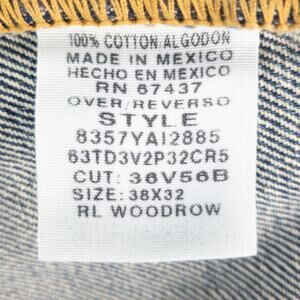 100% COTTON/ALGODON
MADE IN MEXICO
HECHO EN MEXICO
RN 67437
OVER/REVERSO
STYLE
8357YAI2885
63TD3V2P32CR5
CUT: 36V56B
SIZE: 38X32
RL WOODROW